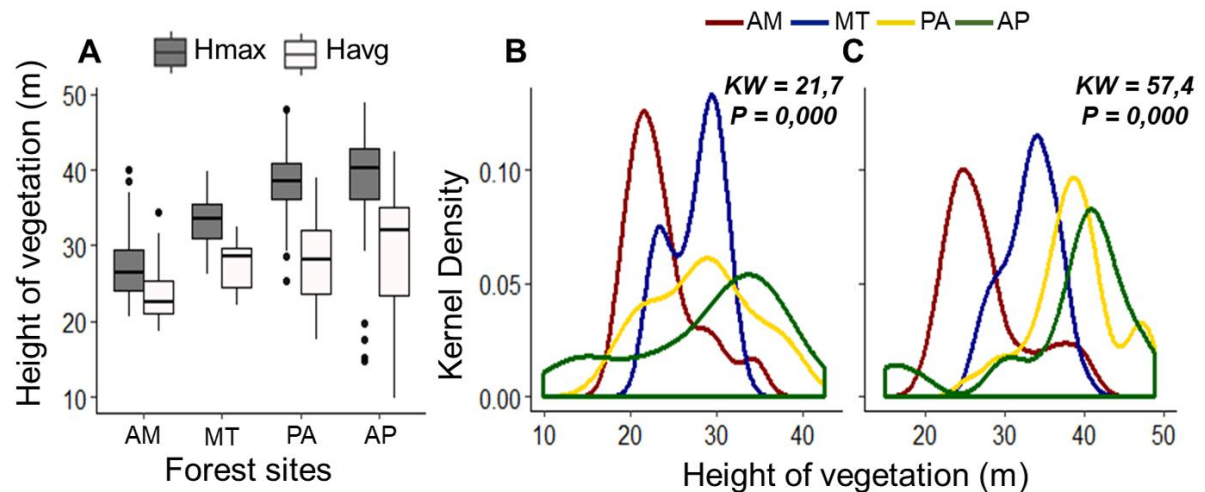 AM MT PA AP
A Hmax Havg
B
C
KW = 21,7
P = 0,000
KW = 57,4
P = 0,000
Height of vegetation (m)
50
40
30
20
10
AM MT PA AP
Forest sites
Kernel Density
0.10
0.05
0.00
10 20 30 40
20 30 40 50
Height of vegetation (m)